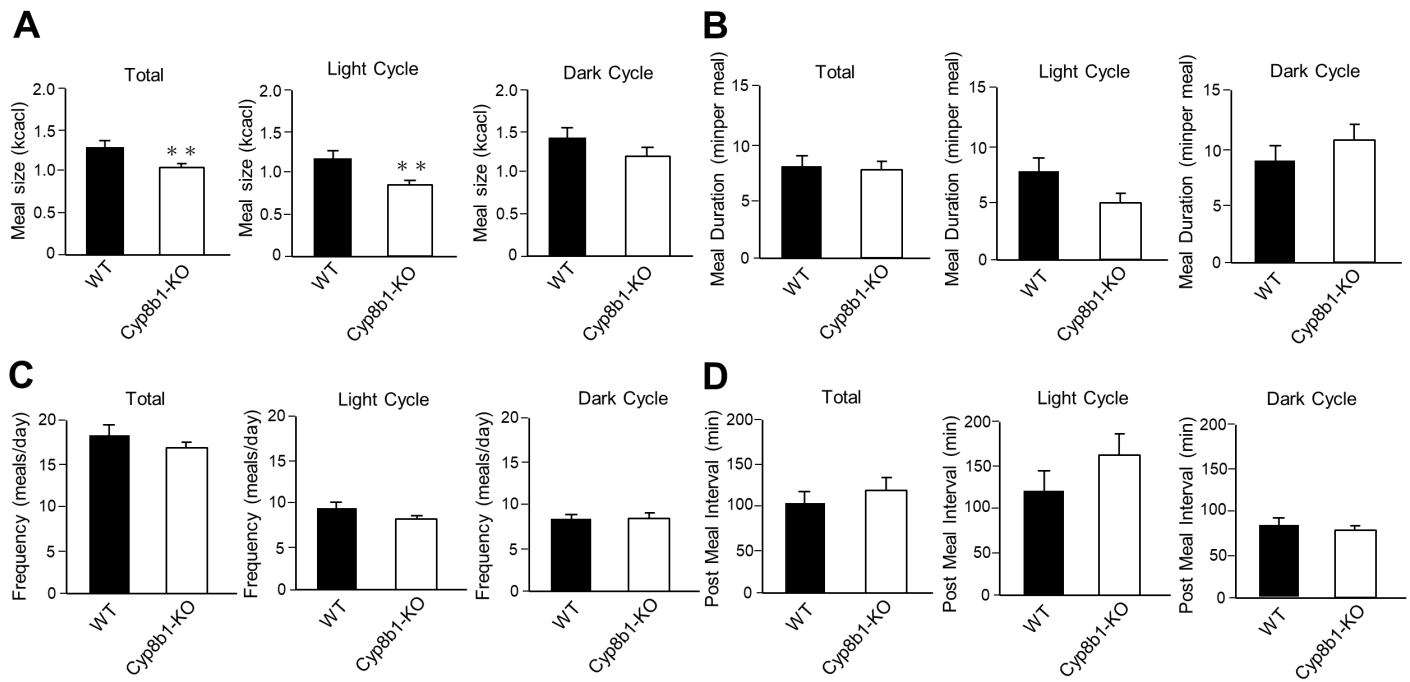 A
Total
Meal size (kcacl)
2.0
1.5
1.0
0.5
0
* *
WT
Cyp8b1-KO
Light Cycle
Meal size (kcacl)
2.0
1.5
1.0
0.5
0
* *
WT
Cyp8b1-KO
Dark Cycle
Meal size (kcacl)
2.0
1.5
1.0
0.5
0
WT
Cyp8b1-KO
B
Total
Meal Duration (minper meal)
15
10
5
0
WT
Cyp8b1-KO
Light Cycle
Meal Duration (minper meal)
15
10
5
0
WT
Cyp8b1-KO
Dark Cycle
Meal Duration (minper meal)
15
10
5
0
WT
Cyp8b1-KO
C
Total
Frequency (meals/day)
20
15
10
5
0
WT
Cyp8b1-KO
Light Cycle
Frequency (meals/day)
20
15
10
5
0
WT
Cyp8b1-KO
Dark Cycle
Frequency (meals/day)
20
15
10
5
0
WT
Cyp8b1-KO
D
Total
Post Meal Interval (min)
200
150
100
50
0
WT
Cyp8b1-KO
Light Cycle
Post Meal Interval (min)
200
150
100
50
0
WT
Cyp8b1-KO
Dark Cycle
Post Meal Interval (min)
200
150
100
50
0
WT
Cyp8b1-KO